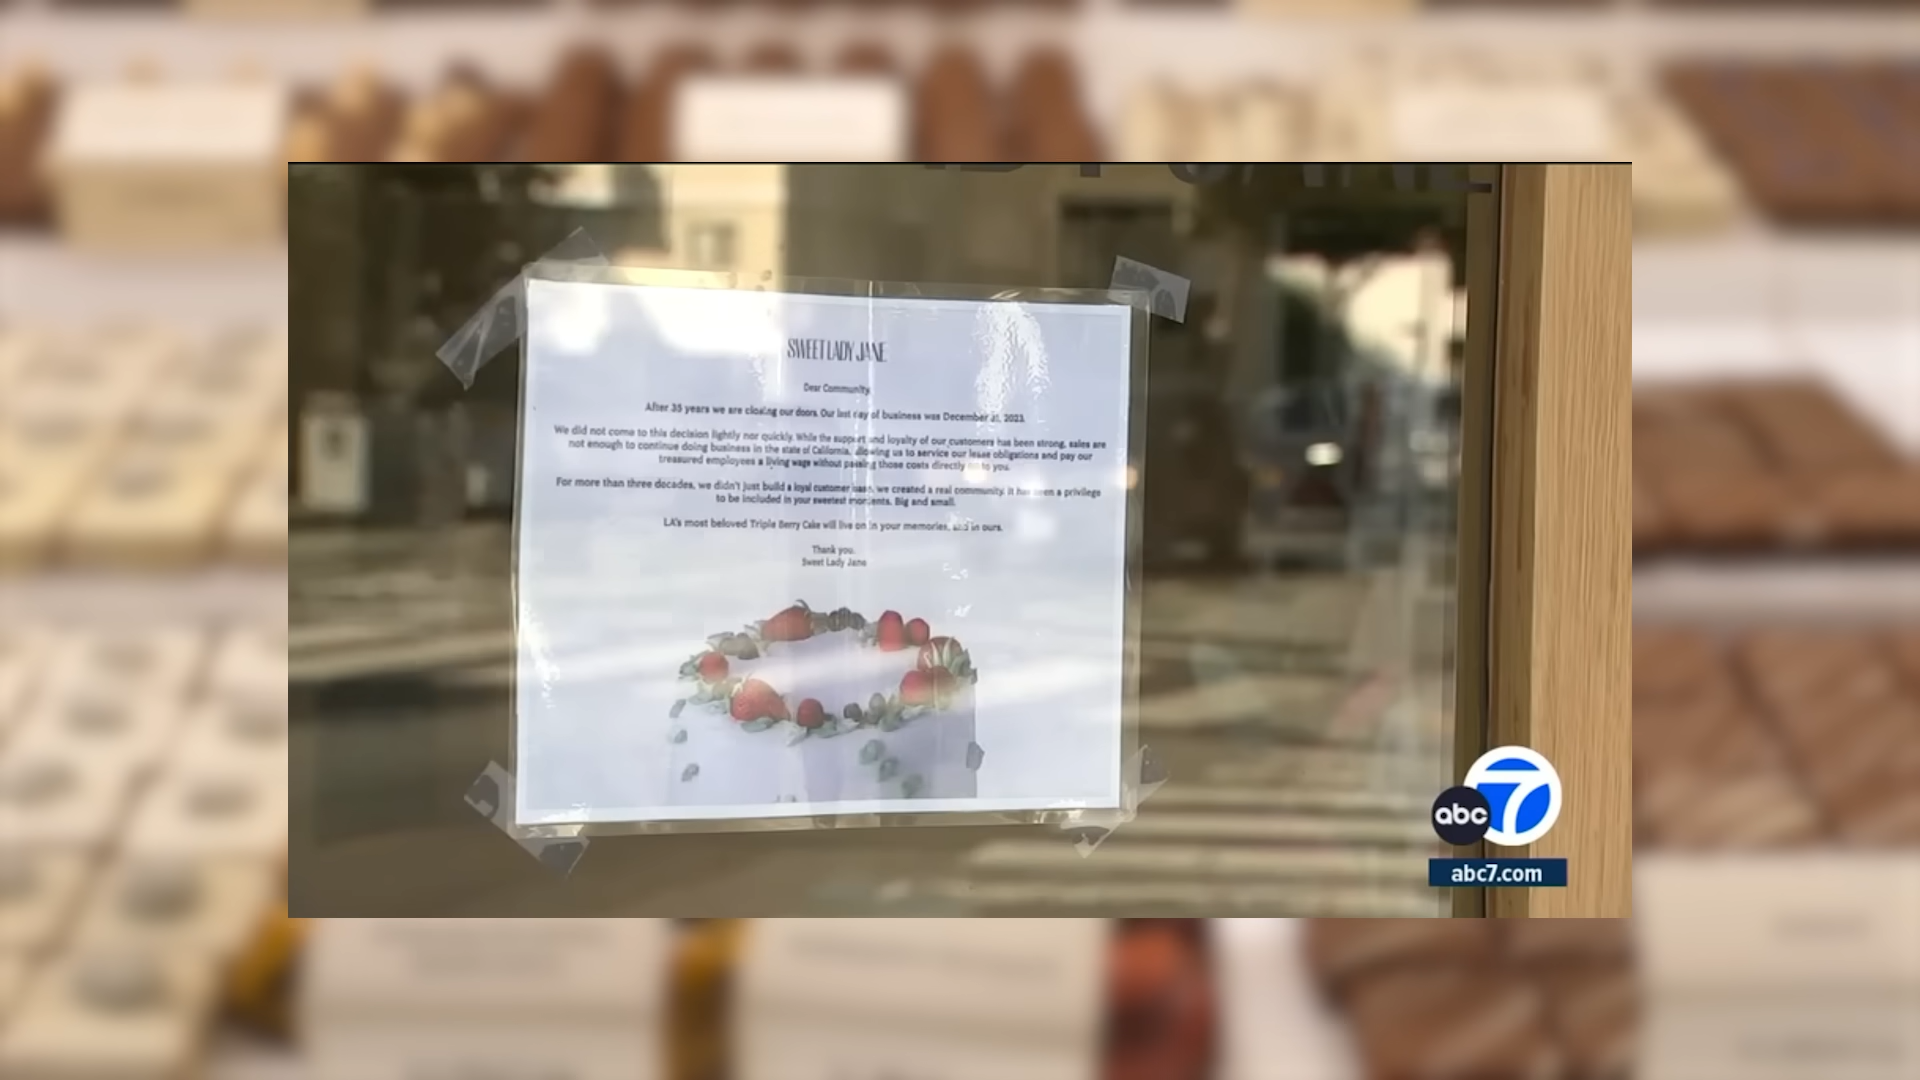 SWEET LADY JANE
Dear Community,
After 35 years we are closing our doors. Our last day of business was December 31, 2023.
We did not come to this decision lightly nor quickly. While the support and loyalty of our customers has been strong, sales are
not enough to continue doing business in the state of California, allowing us to service our lease obligations and pay our
treasured employees a living wage without passing those costs directly on to you.
For more than three decades, we didn't just build a loyal customer base, we created a real community. It has been a privilege
to be included in your sweetest moments. Big and small.
LA's most beloved Triple Berry Cake will live on in your memories, and in ours.
Thank you.
Sweet Lady Jane
abc 7
abc7.com